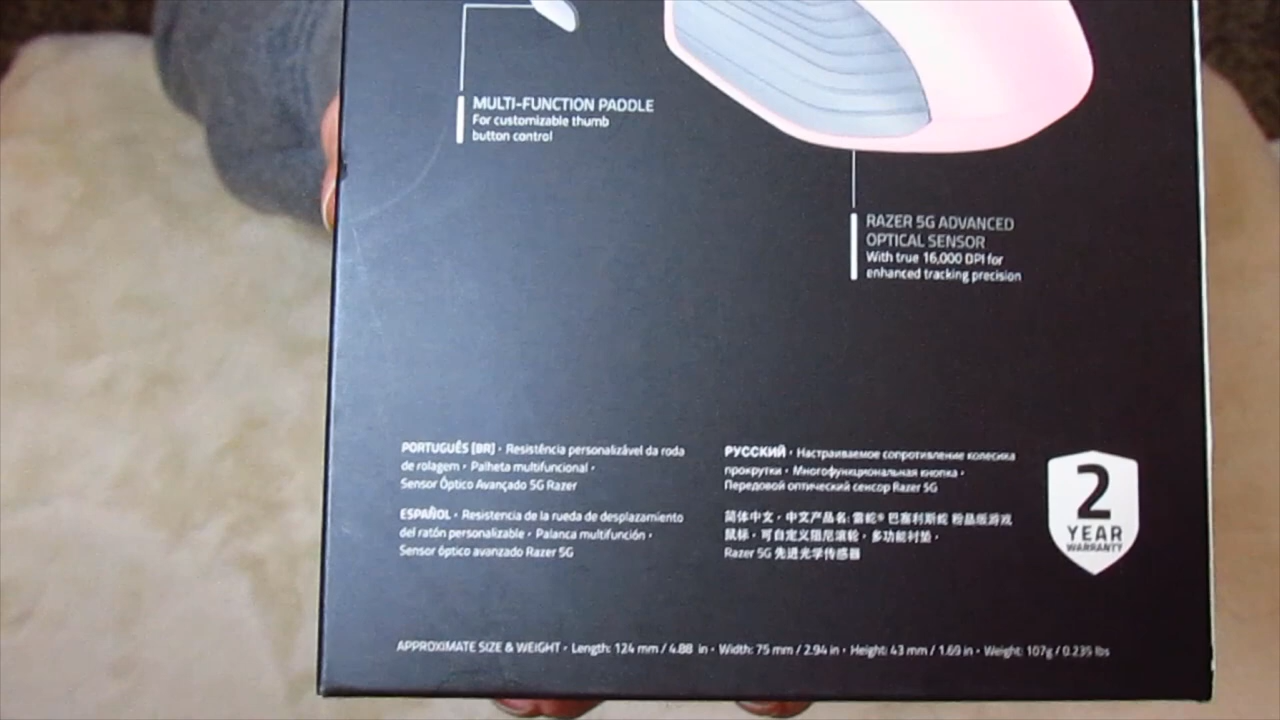 MULTI-FUNCTION PADDLE
For customizable thumb
button control
RAZER 5G ADVANCED
OPTICAL SENSOR
With true 16,000 DPI for
enhanced tracking precision
PORTUGUÊS [BR] • Resistência personalizável da roda
de rolagem • Palheta multifuncional •
Sensor Óptico Avançado 5G Razer
ESPAÑOL • Resistencia de la rueda de desplazamiento
del ratón personalizable • Palanca multifunción •
Sensor óptico avanzado Razer 5G
РУССКИЙ • Настраиваемое сопротивление колесика
прокрутки • Многофункциональная кнопка •
Передовой оптический сенсор Razer 5G
简体中文 • 中文产品名: 雷蛇® 巴塞利斯蛇 粉晶版游戏
鼠标 • 可自定义阻尼滚轮 • 多功能衬垫 •
Razer 5G 先进光学传感器
2
YEAR
WARRANTY
APPROXIMATE SIZE & WEIGHT • Length: 124 mm / 4.88 in • Width: 75 mm / 2.94 in • Height: 43 mm / 1.69 in • Weight: 107g / 0.235 lbs